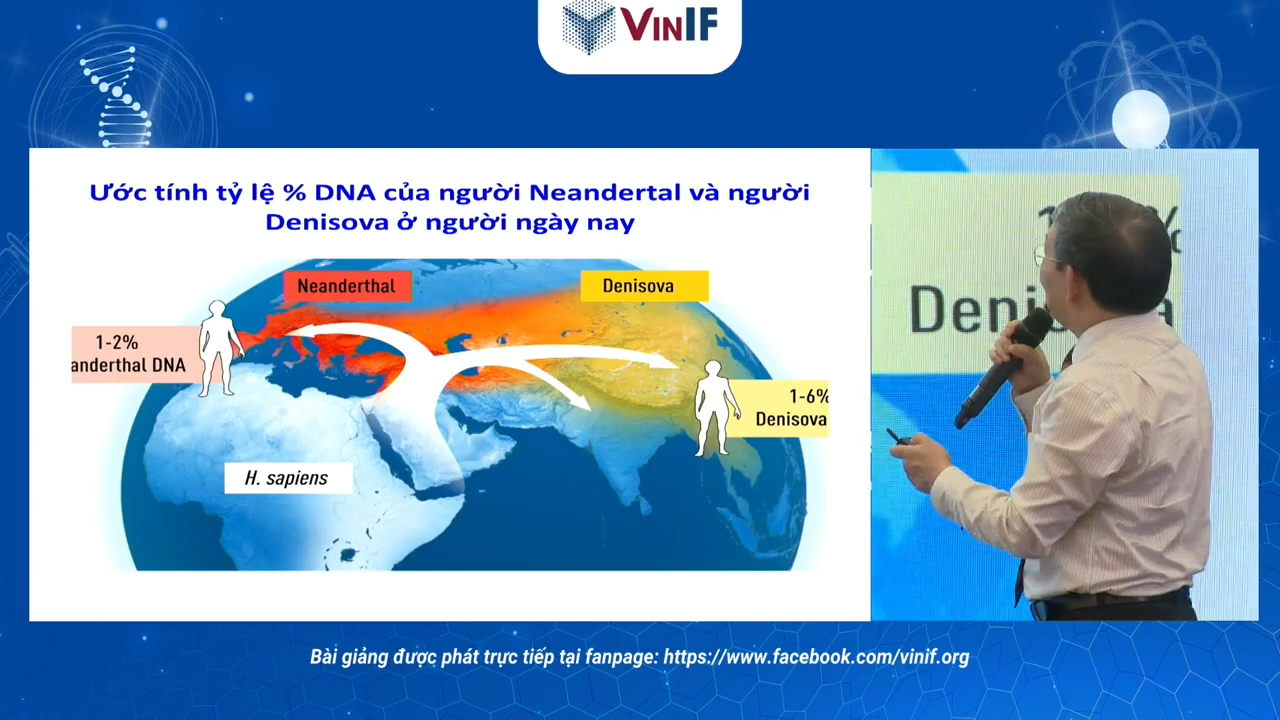 VINIF
Ước tính tỷ lệ % DNA của người Neandertal và người
Denisova ở người ngày nay
Neanderthal
Denisova
1-2%
anderthal DNA
1-6%
Denisova
H. sapiens
Bài giảng được phát trực tiếp tại fanpage: https://www.facebook.com/vinif.org